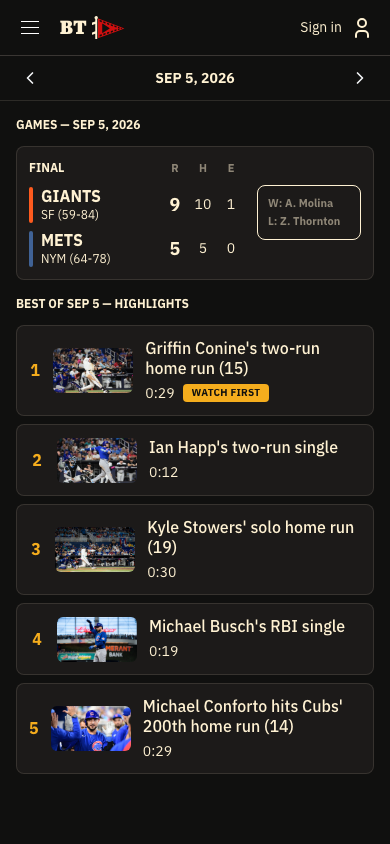 BT
Sign in
SEP 5, 2026
GAMES — SEP 5, 2026
FINAL R H E
GIANTS 9 10 1
SF (59-84)
METS 5 5 0
NYM (64-78)
W: A. Molina
L: Z. Thornton
BEST OF SEP 5 — HIGHLIGHTS
1
Griffin Conine's two-run
home run (15)
0:29 WATCH FIRST
2
Ian Happ's two-run single
0:12
3
Kyle Stowers' solo home run
(19)
0:30
4
Michael Busch's RBI single
0:19
5
Michael Conforto hits Cubs'
200th home run (14)
0:29